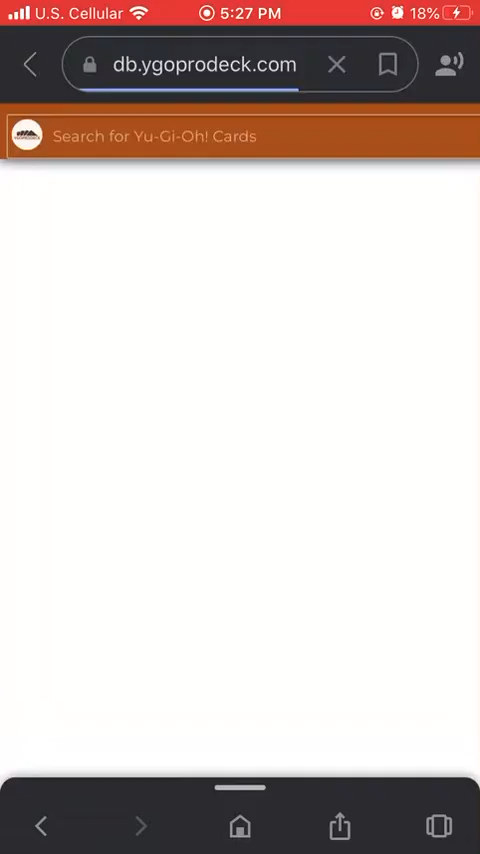 U.S. Cellular 5:27 PM 18%
db.ygoprodeck.com
Search for Yu-Gi-Oh! Cards